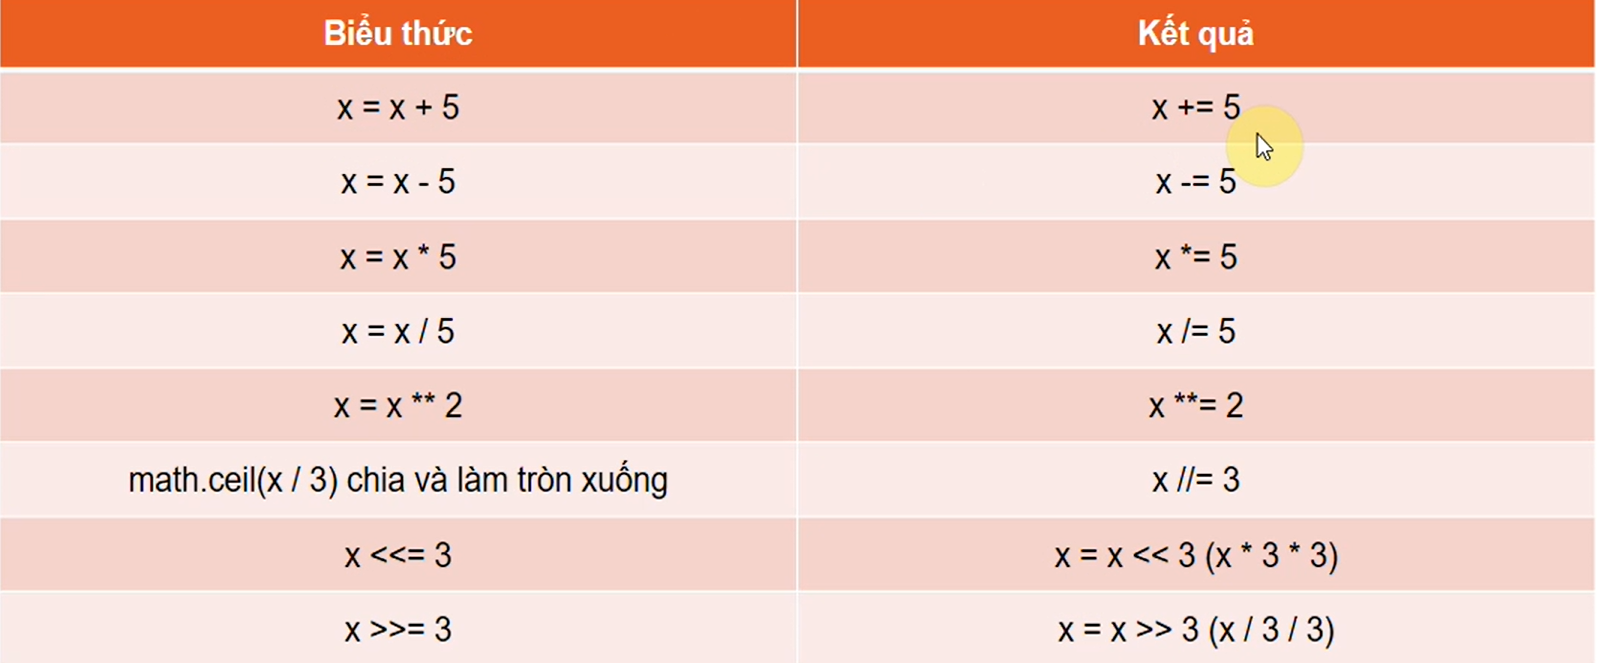 Biểu thức Kết quả
x = x + 5 x += 5
x = x - 5 x -= 5
x = x * 5 x *= 5
x = x / 5 x /= 5
x = x ** 2 x **= 2
math.ceil(x / 3) chia và làm tròn xuống x //= 3
x <<= 3 x = x << 3 (x * 3 * 3)
x >>= 3 x = x >> 3 (x / 3 / 3)